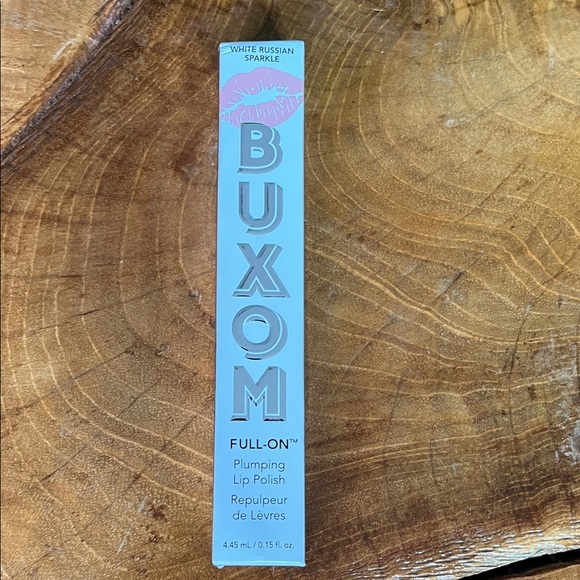 WHITE RUSSIAN
SPARKLE
BUXOM
FULL-ON™
Plumping
Lip Polish
Repulpeur
de Lèvres
4.45 mL / 0.15 fl. oz.